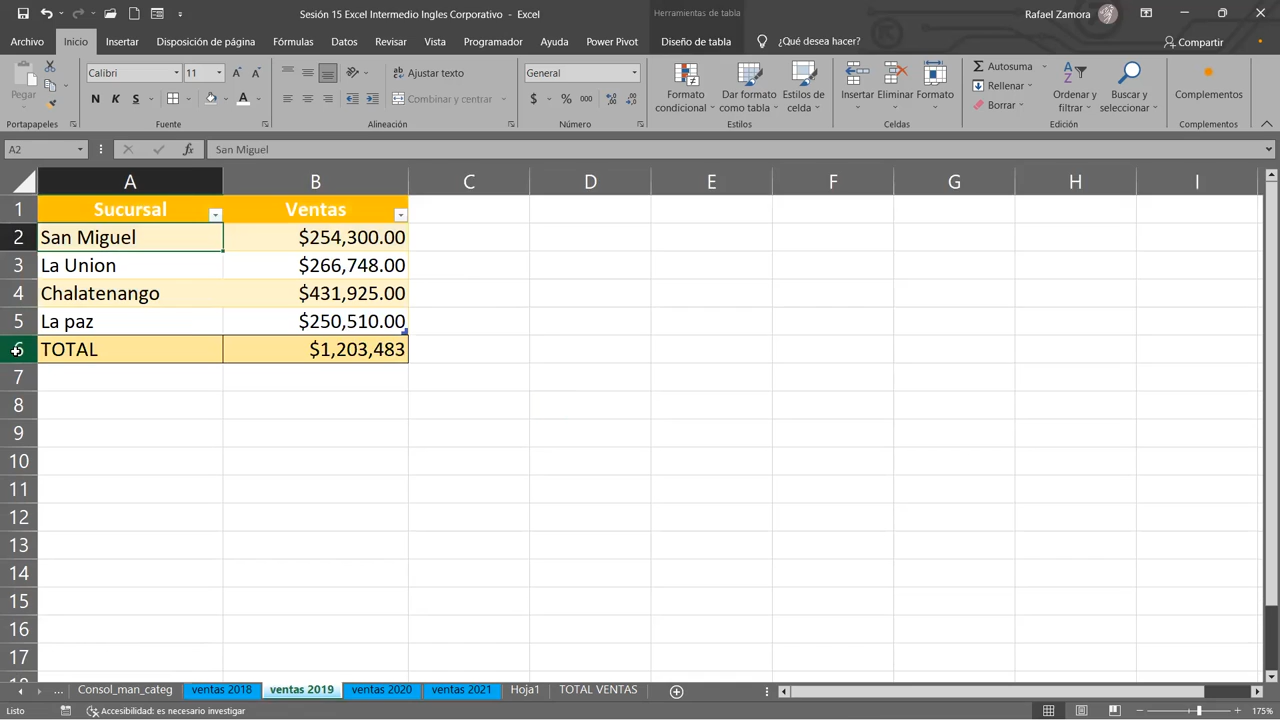 Sesión 15 Excel Intermedio Ingles Corporativo - Excel
Herramientas de tabla
Rafael Zamora
Archivo Inicio Insertar Disposición de página Fórmulas Datos Revisar Vista Programador Ayuda Power Pivot Diseño de tabla ¿Qué desea hacer? Compartir
Pegar
Calibri 11
N K S
Ajustar texto
Combinar y centrar
General
$ % 000
Formato condicional
Dar formato como tabla
Estilos de celda
Insertar Eliminar Formato
Autosuma
Rellenar
Borrar
Ordenar y filtrar
Buscar y seleccionar
Complementos
Portapapeles Fuente Alineación Número Estilos Celdas Edición Complementos
A2 fx San Miguel
A B C D E F G H I
1 Sucursal Ventas
2 San Miguel $254,300.00
3 La Union $266,748.00
4 Chalatenango $431,925.00
5 La paz $250,510.00
6 TOTAL $1,203,483
7
8
9
10
11
12
13
14
15
16
17
... Consol_man_categ ventas 2018 ventas 2019 ventas 2020 ventas 2021 Hoja1 TOTAL VENTAS
Listo Accesibilidad: es necesario investigar 175%